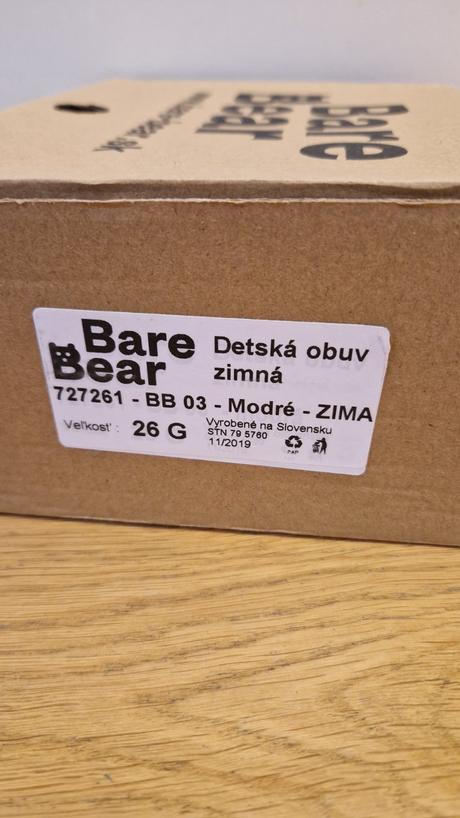 Bare
Bear
Bare
Bear
Detská obuv
zimná
727261 - BB 03 - Modré - ZIMA
Veľkosť : 26 G
Vyrobené na Slovensku
STN 79 5760
11/2019
PAP